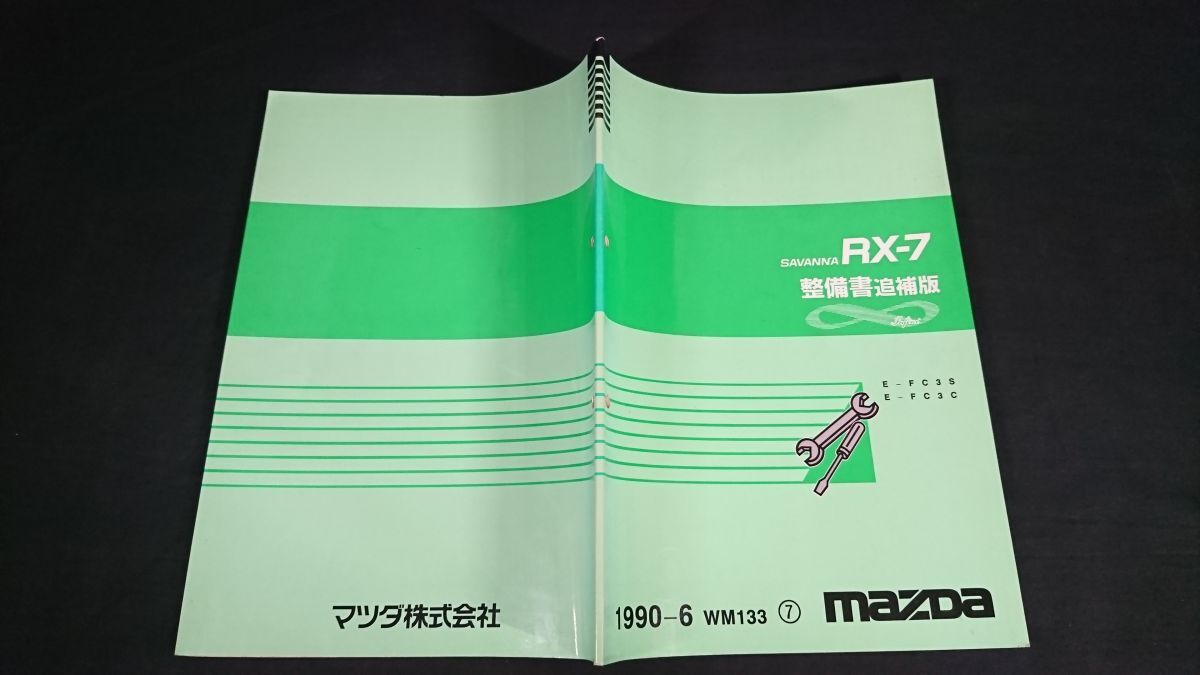 SAVANNA RX-7
整備書追補版
Infini
E-FC3S
E-FC3C
マツダ株式会社
1990-6 WM133 ⑦ mazda